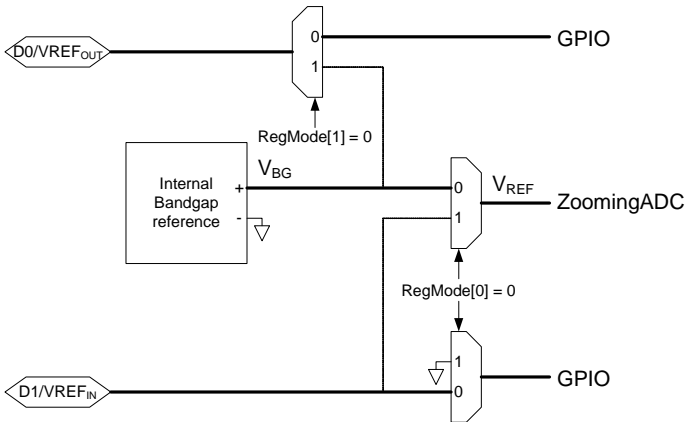 0
GPIO
D0/VREFOUT
1
RegMode[1] = 0
VBG
Internal
Bandgap
reference
+
-
0
VREF
1
ZoomingADC
RegMode[0] = 0
1
0
GPIO
D1/VREFIN